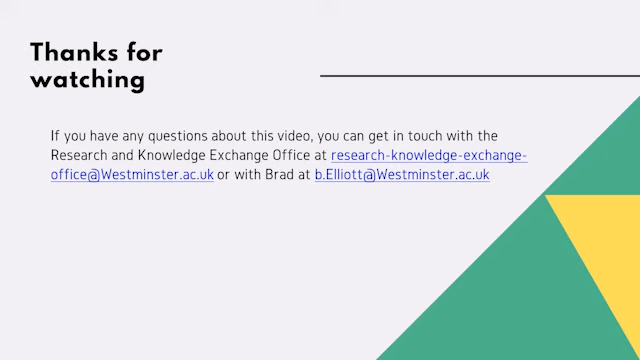 Thanks for
watching
If you have any questions about this video, you can get in touch with the
Research and Knowledge Exchange Office at research-knowledge-exchange-
office@Westminster.ac.uk or with Brad at b.Elliott@Westminster.ac.uk